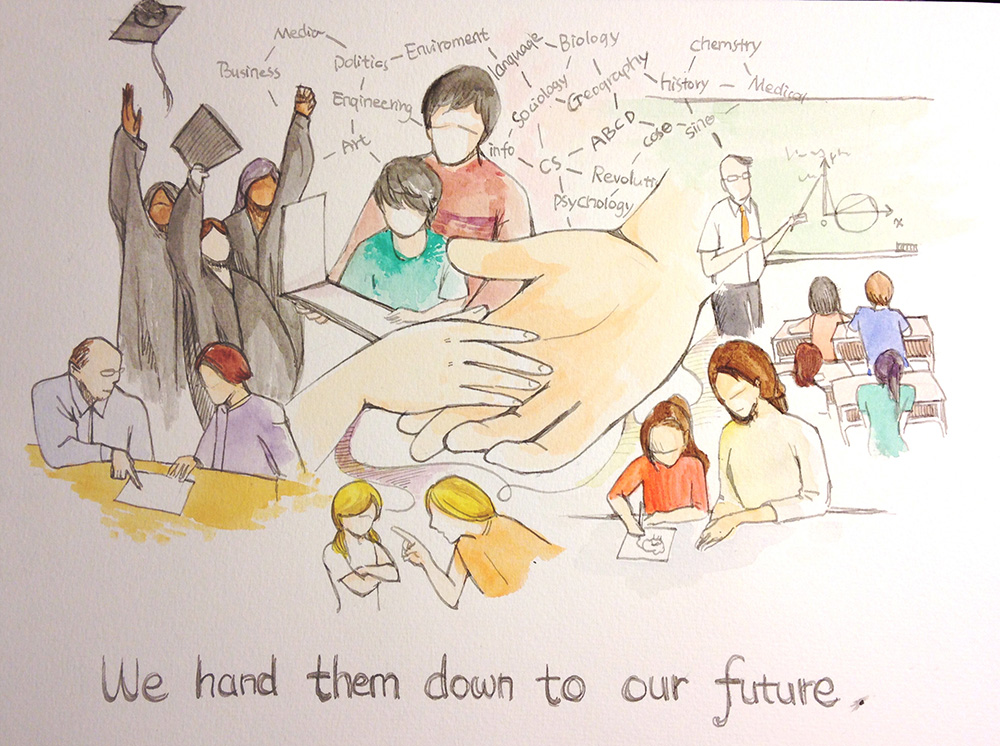 Media
Business
Politics
Enviroment
language
Biology
chemstry
Engineering
Sociology
Geography
history
Medical
Art
info
CS
ABCD
cose
sine
Revoluti
psychology
x
We hand them down to our future.